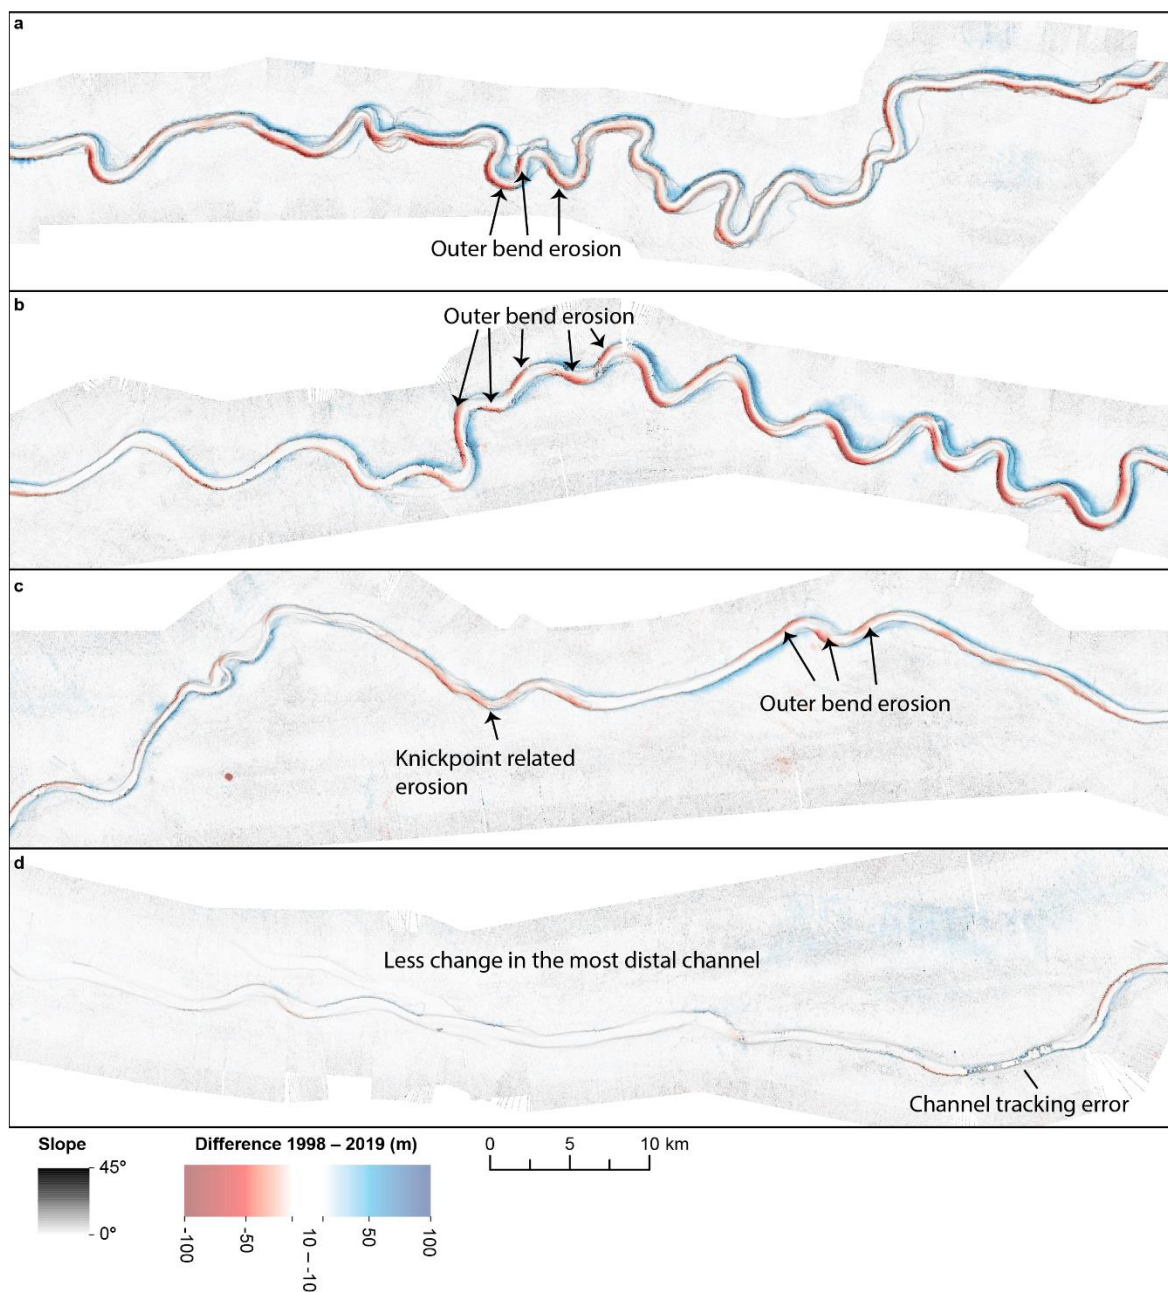 a
Outer bend erosion
b
Outer bend erosion
c
Outer bend erosion
Knickpoint related
erosion
d
Less change in the most distal channel
Channel tracking error
Slope
45°
0°
Difference 1998 – 2019 (m)
-100
-50
10 – -10
50
100
0 5 10 km